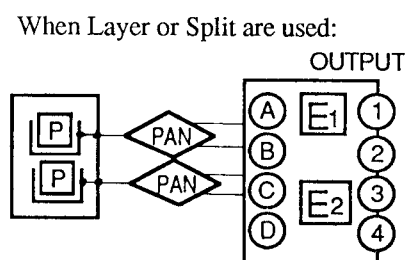 When Layer or Split are used:
OUTPUT
P PAN A E1 1
B 2
P PAN C E2 3
D 4